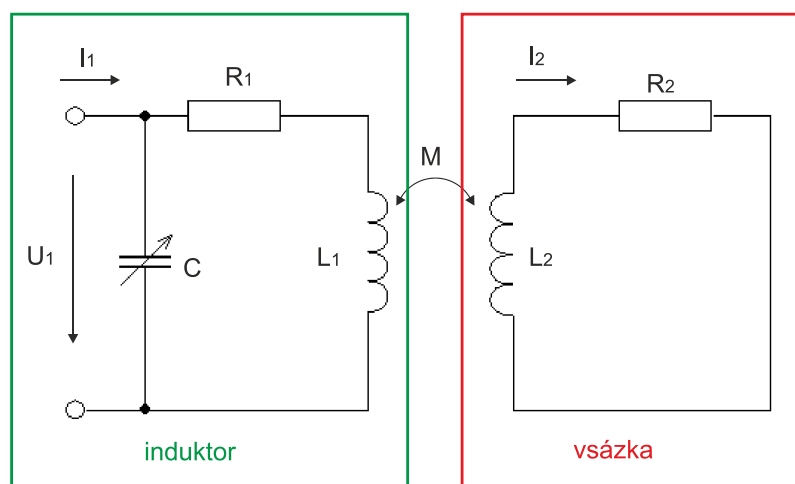 I1
R1
U1
C
L1
induktor
M
I2
R2
L2
vsázka